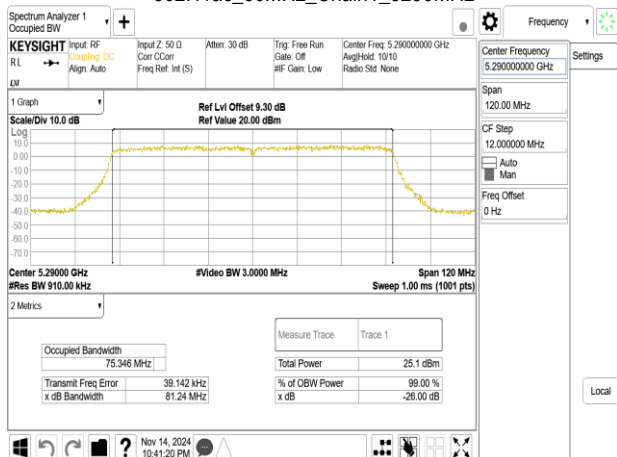 Spectrum Analyzer 1
Occupied BW
+
Frequency
KEYSIGHT
Input: RF
Input Z: 50 Ω
Atten: 30 dB
Trig: Free Run
Center Freq: 5.290000000 GHz
RL
Coupling: DC
Corr CCorr
Gate: Off
Avg|Hold: 10/10
Align: Auto
Freq Ref: Int (S)
#IF Gain: Low
Radio Std: None
LXI
Center Frequency
5.290000000 GHz
Settings
Span
120.00 MHz
CF Step
12.000000 MHz
Auto
Man
Freq Offset
0 Hz
1 Graph
Ref Lvl Offset 9.30 dB
Scale/Div 10.0 dB
Ref Value 20.00 dBm
Log
10.0
0.00
-10.0
-20.0
-30.0
-40.0
-50.0
-60.0
-70.0
Center 5.29000 GHz
#Video BW 3.0000 MHz
Span 120 MHz
#Res BW 910.00 kHz
Sweep 1.00 ms (1001 pts)
2 Metrics
Measure Trace
Trace 1
Occupied Bandwidth
75.346 MHz
Total Power
25.1 dBm
Transmit Freq Error
39.142 kHz
% of OBW Power
99.00 %
x dB Bandwidth
81.24 MHz
x dB
-26.00 dB
Local
?
Nov 14, 2024
10:41:20 PM